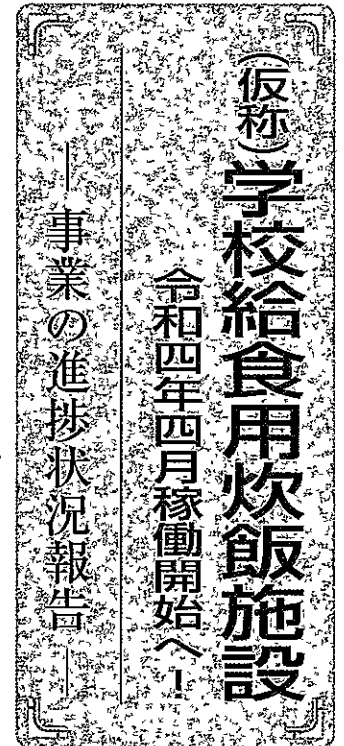 （仮称）学校給食用炊飯施設
令和四年四月稼働開始へ！
― 事業の進捗状況報告 ―